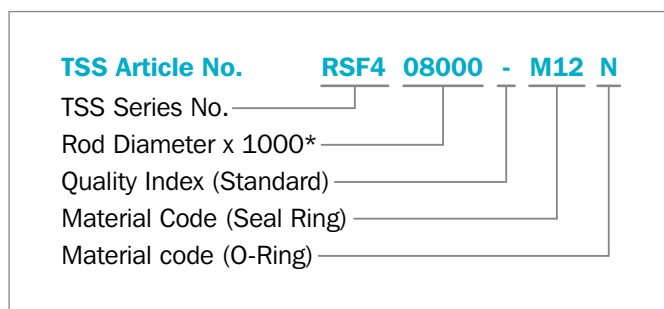 TSS Article No. RSF4 08000 - M12 N
TSS Series No.
Rod Diameter x 1000*
Quality Index (Standard)
Material Code (Seal Ring)
Material code (O-Ring)